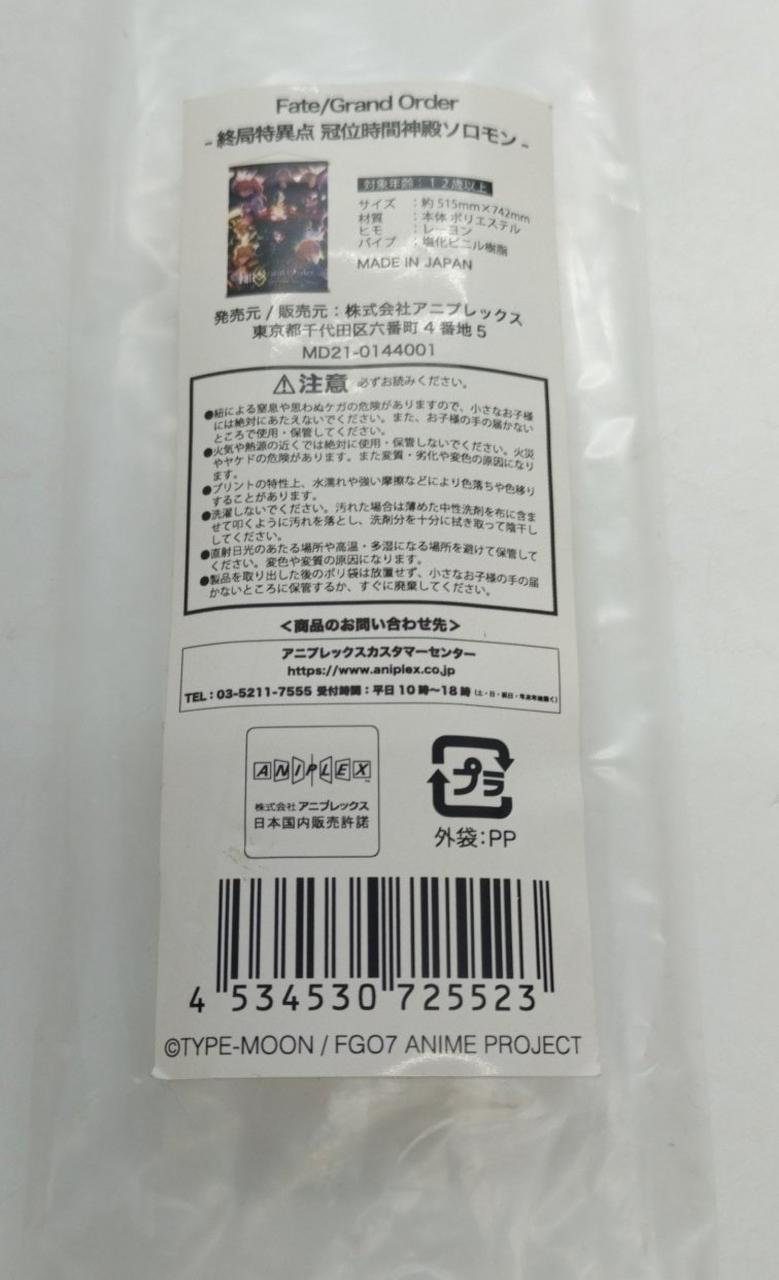 Fate/Grand Order
-終局特異点 冠位時間神殿ソロモン-
対象年齢：12歳以上
サイズ ：約 515mm×742mm
材質 ：本体 ポリエステル
ヒモ ：レーヨン
パイプ ：塩化ビニル樹脂
MADE IN JAPAN
発売元 / 販売元：株式会社アニプレックス
東京都千代田区六番町 4 番地 5
MD21-0144001
⚠注意 必ずお読みください。
●紐による窒息や思わぬケガの危険がありますので、小さなお子様
には絶対にあたえないでください。また、お子様の手の届かない
ところで使用・保管してください。
●火気や熱源の近くでは絶対に使用・保管しないでください。火災
やヤケドの危険があります。また変質・劣化や変色の原因になり
ます。
●プリントの特性上、水濡れや強い摩擦などにより色落ちや色移り
することがあります。
●洗濯しないでください。汚れた場合は薄めた中性洗剤を布に含ま
せて叩くように汚れを落とし、洗剤分を十分に拭き取って陰干し
してください。
●直射日光のあたる場所や高温・多湿になる場所を避けて保管して
ください。変色や変質の原因になります。
●製品を取り出した後のポリ袋は放置せず、小さなお子様の手の届
かないところに保管するか、すぐに廃棄してください。
＜商品のお問い合わせ先＞
アニプレックスカスタマーセンター
https://www.aniplex.co.jp
TEL：03-5211-7555 受付時間：平日 10 時～18 時（土・日・祝日・年末年始除く）
ANIPLEX
株式会社 アニプレックス
日本国内販売許諾
プラ
外袋：PP
4 534530 725523
©TYPE-MOON / FGO7 ANIME PROJECT